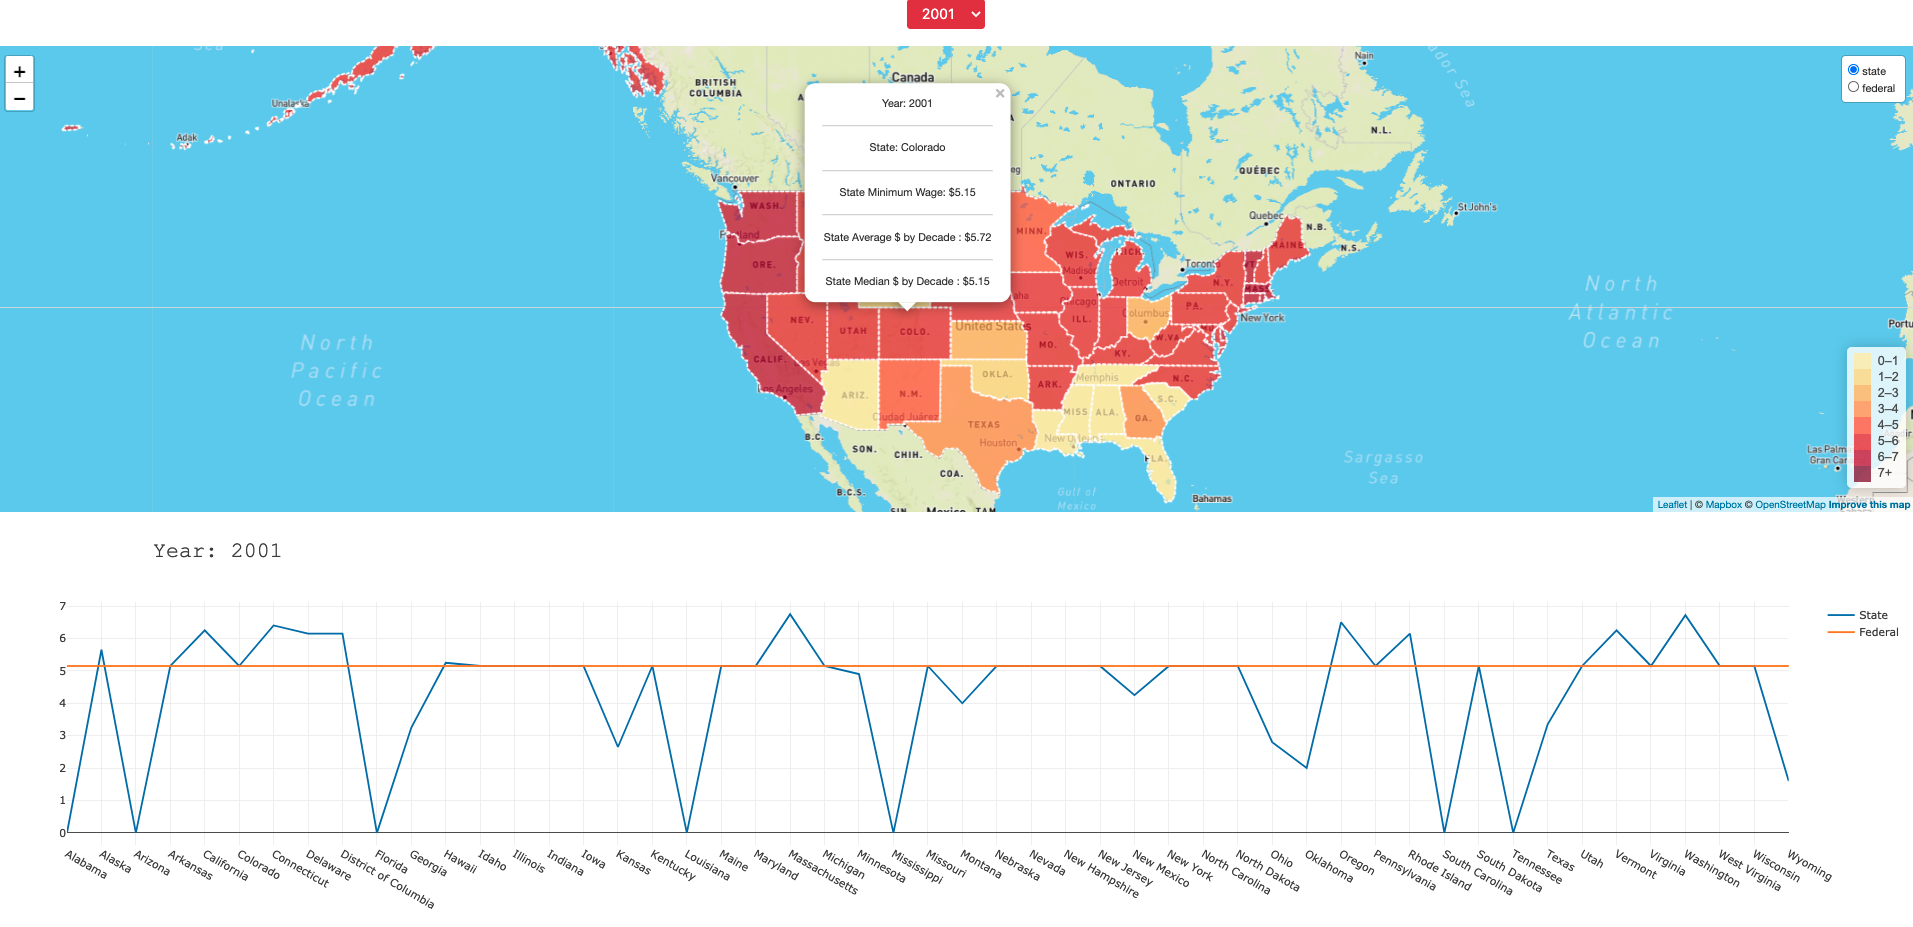 2001
Sea
+
−
Unalaska
Adak
BRITISH
COLUMBIA
Canada
Vancouver
ONTARIO
QUÉBEC
N.L.
Nain
ador Sea
Quebec
N.B.
N.S.
St John's
Toronto
state
federal
×
Year: 2001
State: Colorado
State Minimum Wage: $5.15
State Average $ by Decade : $5.72
State Median $ by Decade : $5.15
WASH.
ORE.
CALIF.
Los Angeles
NEV.
Las Vegas
UTAH
COLO.
ARIZ.
N.M.
Ciudad Juárez
United States
OKLA.
TEXAS
Houston
MINN.
WIS.
Madison
Chicago
Detroit
ILL.
MO.
ARK.
KY.
Columbus
W.VA
PA.
N.Y.
MAINE
MASS
New York
N.C.
S.C.
Memphis
MISS
ALA.
GA.
FLA.
B.C.
B.C.S.
SON.
CHIH.
COA.
SIN
Mexico
TAM
Gulf of
Mexico
Bahamas
Sargasso
Sea
North
Pacific
Ocean
North
Atlantic
Ocean
Portu
Las Palm
Gran Can
0–1
1–2
2–3
3–4
4–5
5–6
6–7
7+
Leaflet | © Mapbox © OpenStreetMap Improve this map
Year: 2001
7
6
5
4
3
2
1
0
State
Federal
Alabama
Alaska
Arizona
Arkansas
California
Colorado
Connecticut
Delaware
District of Columbia
Florida
Georgia
Hawaii
Idaho
Illinois
Indiana
Iowa
Kansas
Kentucky
Louisiana
Maine
Maryland
Massachusetts
Michigan
Minnesota
Mississippi
Missouri
Montana
Nebraska
Nevada
New Hampshire
New Jersey
New Mexico
New York
North Carolina
North Dakota
Ohio
Oklahoma
Oregon
Pennsylvania
Rhode Island
South Carolina
South Dakota
Tennessee
Texas
Utah
Vermont
Virginia
Washington
West Virginia
Wisconsin
Wyoming